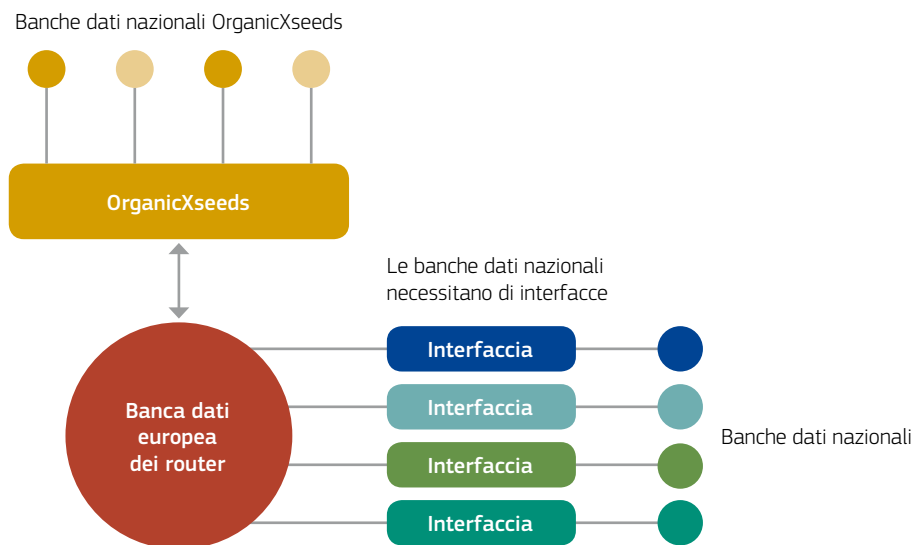 Banche dati nazionali OrganicXseeds
OrganicXseeds
Le banche dati nazionali
necessitano di interfacce
Interfaccia
Interfaccia
Interfaccia
Interfaccia
Banca dati
europea
dei router
Banche dati nazionali